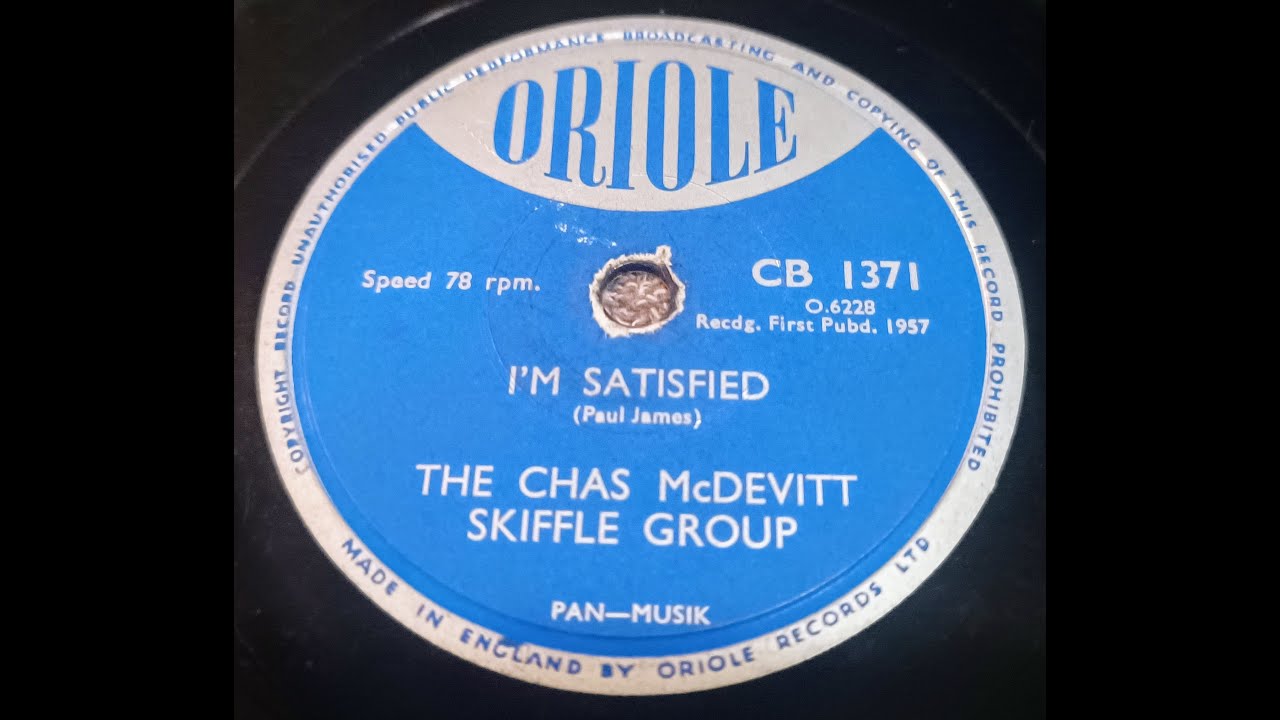 COPYRIGHT RECORD UNAUTHORISED PUBLIC PERFORMANCE BROADCASTING AND COPYING OF THIS RECORD PROHIBITED
ORIOLE
Speed 78 rpm.
CB 1371
O.6228
Recdg. First Pubd. 1957
I'M SATISFIED
(Paul James)
THE CHAS McDEVITT
SKIFFLE GROUP
PAN—MUSIK
MADE IN ENGLAND BY ORIOLE RECORDS LTD